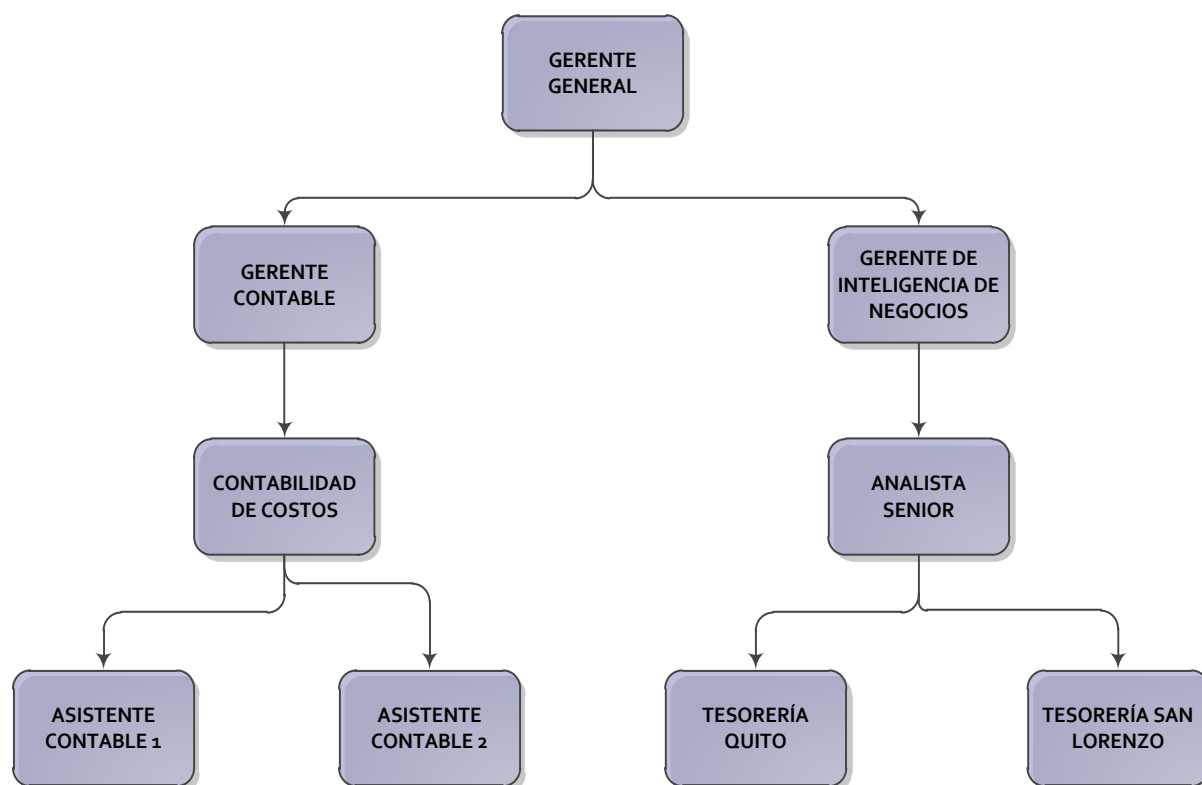 GERENTE
GENERAL
GERENTE
CONTABLE
GERENTE DE
INTELIGENCIA DE
NEGOCIOS
CONTABILIDAD
DE COSTOS
ANALISTA
SENIOR
ASISTENTE
CONTABLE 1
ASISTENTE
CONTABLE 2
TESORERÍA
QUITO
TESORERÍA SAN
LORENZO